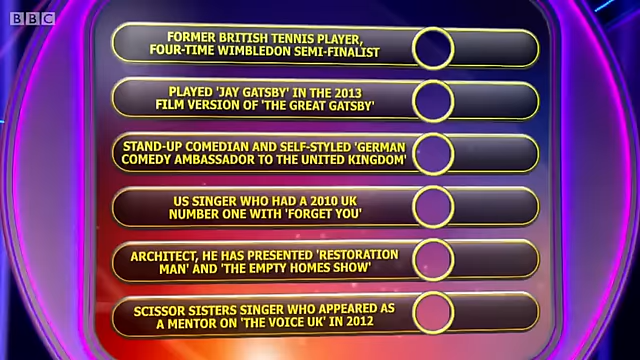 BBC
FORMER BRITISH TENNIS PLAYER,
FOUR-TIME WIMBLEDON SEMI-FINALIST
PLAYED 'JAY GATSBY' IN THE 2013
FILM VERSION OF 'THE GREAT GATSBY'
STAND-UP COMEDIAN AND SELF-STYLED 'GERMAN
COMEDY AMBASSADOR TO THE UNITED KINGDOM'
US SINGER WHO HAD A 2010 UK
NUMBER ONE WITH 'FORGET YOU'
ARCHITECT, HE HAS PRESENTED 'RESTORATION
MAN' AND 'THE EMPTY HOMES SHOW'
SCISSOR SISTERS SINGER WHO APPEARED AS
A MENTOR ON 'THE VOICE UK' IN 2012